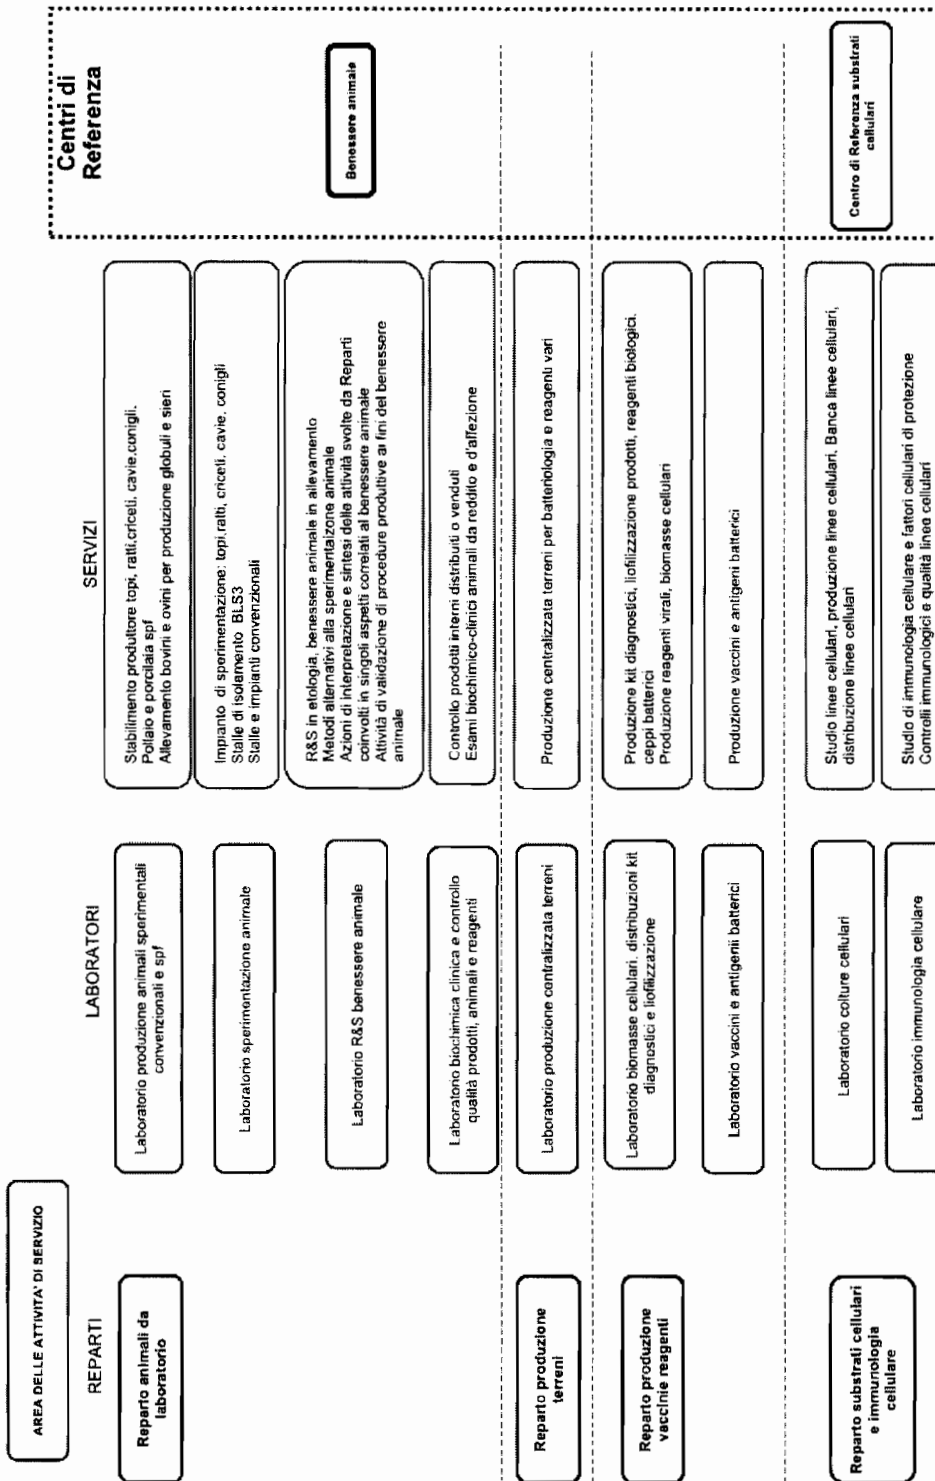 AREA DELLE ATTIVITA' DI SERVIZIO
REPARTI
LABORATORI
SERVIZI
Centri di
Referenza
Reparto animali da
laboratorio
Laboratorio produzione animali sperimentali
convenzionali e spf
Stabilimento produttore topi, ratti,criceti, cavie,conigli.
Pollaio e porcilaia spf
Allevamento bovini e ovini per produzione globuli e sieri
Laboratorio sperimentazione animale
Impianto di sperimentazione: topi,ratti, criceti, cavie, conigli
Stalle di isolamento BLS3
Stalle e impianti convenzionali
Laboratorio R&S benessere animale
R&S in etologia, benessere animale in allevamento
Metodi alternativi alla sperimentaizone animale
Azioni di interpretazione e sintesi delle attività svolte da Reparti
coinvolti in singoli aspetti correlati al benessere animale
Attività di validazione di procedure produttive ai fini del benessere
animale
Benessere animale
Laboratorio biochimica clinica e controllo
qualità prodotti, animali e reagenti
Controllo prodotti interni distribuiti o venduti
Esami biochimico-clinici animali da reddito e d'affezione
Reparto produzione
terreni
Laboratorio produzione centralizzata terreni
Produzione centralizzata terreni per batteriologia e reagenti vari
Reparto produzione
vaccinie reagenti
Laboratorio biomasse cellulari, distribuzioni kit
diagnostici e liofilizzazione
Produzione kit diagnostici, liofilizzazione prodotti, reagenti biologici,
ceppi batterici
Produzione reagenti virali, biomasse cellulari
Laboratorio vaccini e antigenii batterici
Produzione vaccini e antigeni batterici
Reparto substrati cellulari
e immunologia
cellulare
Laboratorio colture cellulari
Studio linee cellulari, produzione linee cellulari, Banca linee cellulari,
distribuzione linee cellulari
Centro di Referenza substrati
cellulari
Laboratorio immunologia cellulare
Studio di immunologia cellulare e fattori cellulari di protezione
Controlli immunologici e qualità linee cellulari